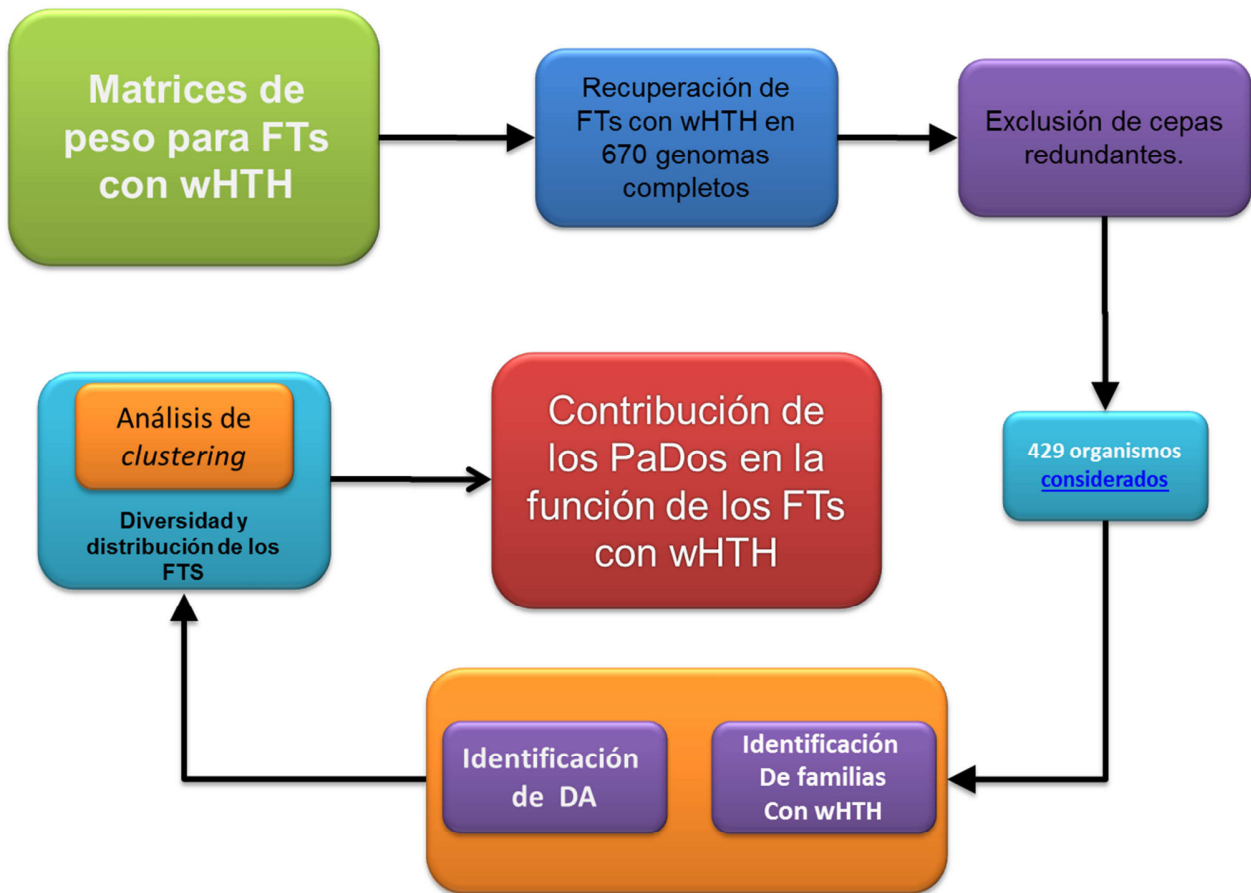 Matrices de
peso para FTs
con wHTH
Recuperación de
FTs con wHTH en
670 genomas
completos
Exclusión de cepas
redundantes.
429 organismos
considerados
Identificación
De familias
Con wHTH
Identificación
de DA
Análisis de
clustering
Diversidad y
distribución de los
FTS
Contribución de
los PaDos en la
función de los FTs
con wHTH